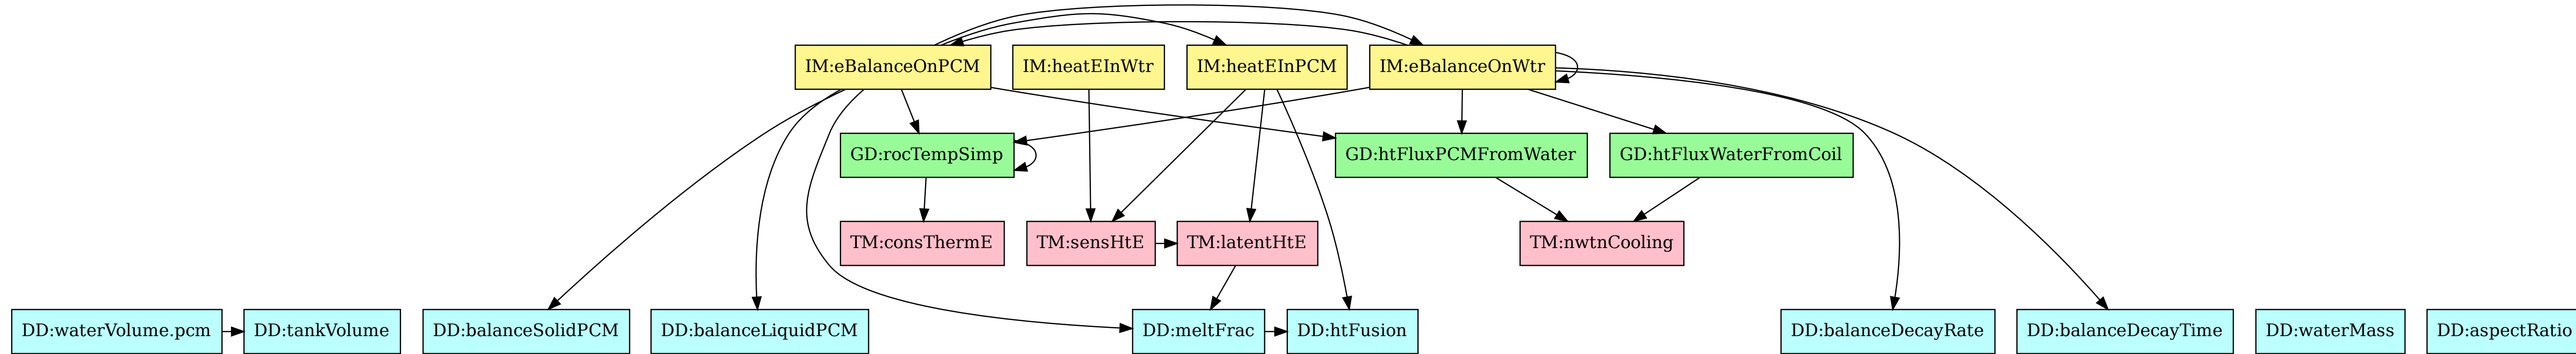 IM:eBalanceOnPCM
IM:heatEInWtr
IM:heatEInPCM
IM:eBalanceOnWtr
GD:rocTempSimp
GD:htFluxPCMFromWater
GD:htFluxWaterFromCoil
TM:consThermE
TM:sensHtE
TM:latentHtE
TM:nwtnCooling
DD:waterVolume.pcm
DD:tankVolume
DD:balanceSolidPCM
DD:balanceLiquidPCM
DD:meltFrac
DD:htFusion
DD:balanceDecayRate
DD:balanceDecayTime
DD:waterMass
DD:aspectRatio